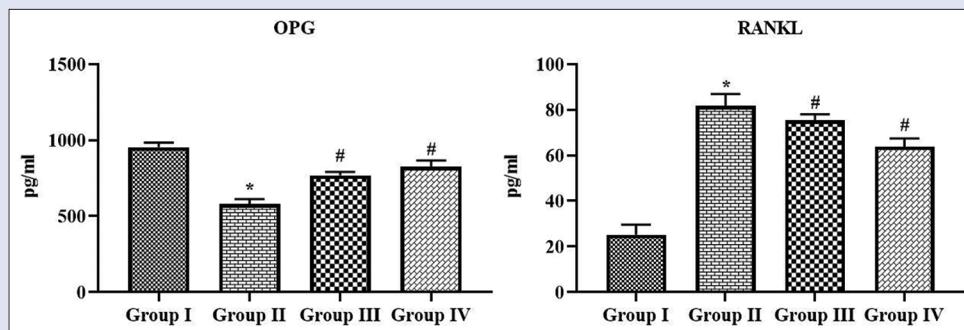 OPG
1500
1000
500
0
pg/ml
*
#
#
Group I Group II Group III Group IV
RANKL
100
80
60
40
20
0
pg/ml
*
#
#
Group I Group II Group III Group IV